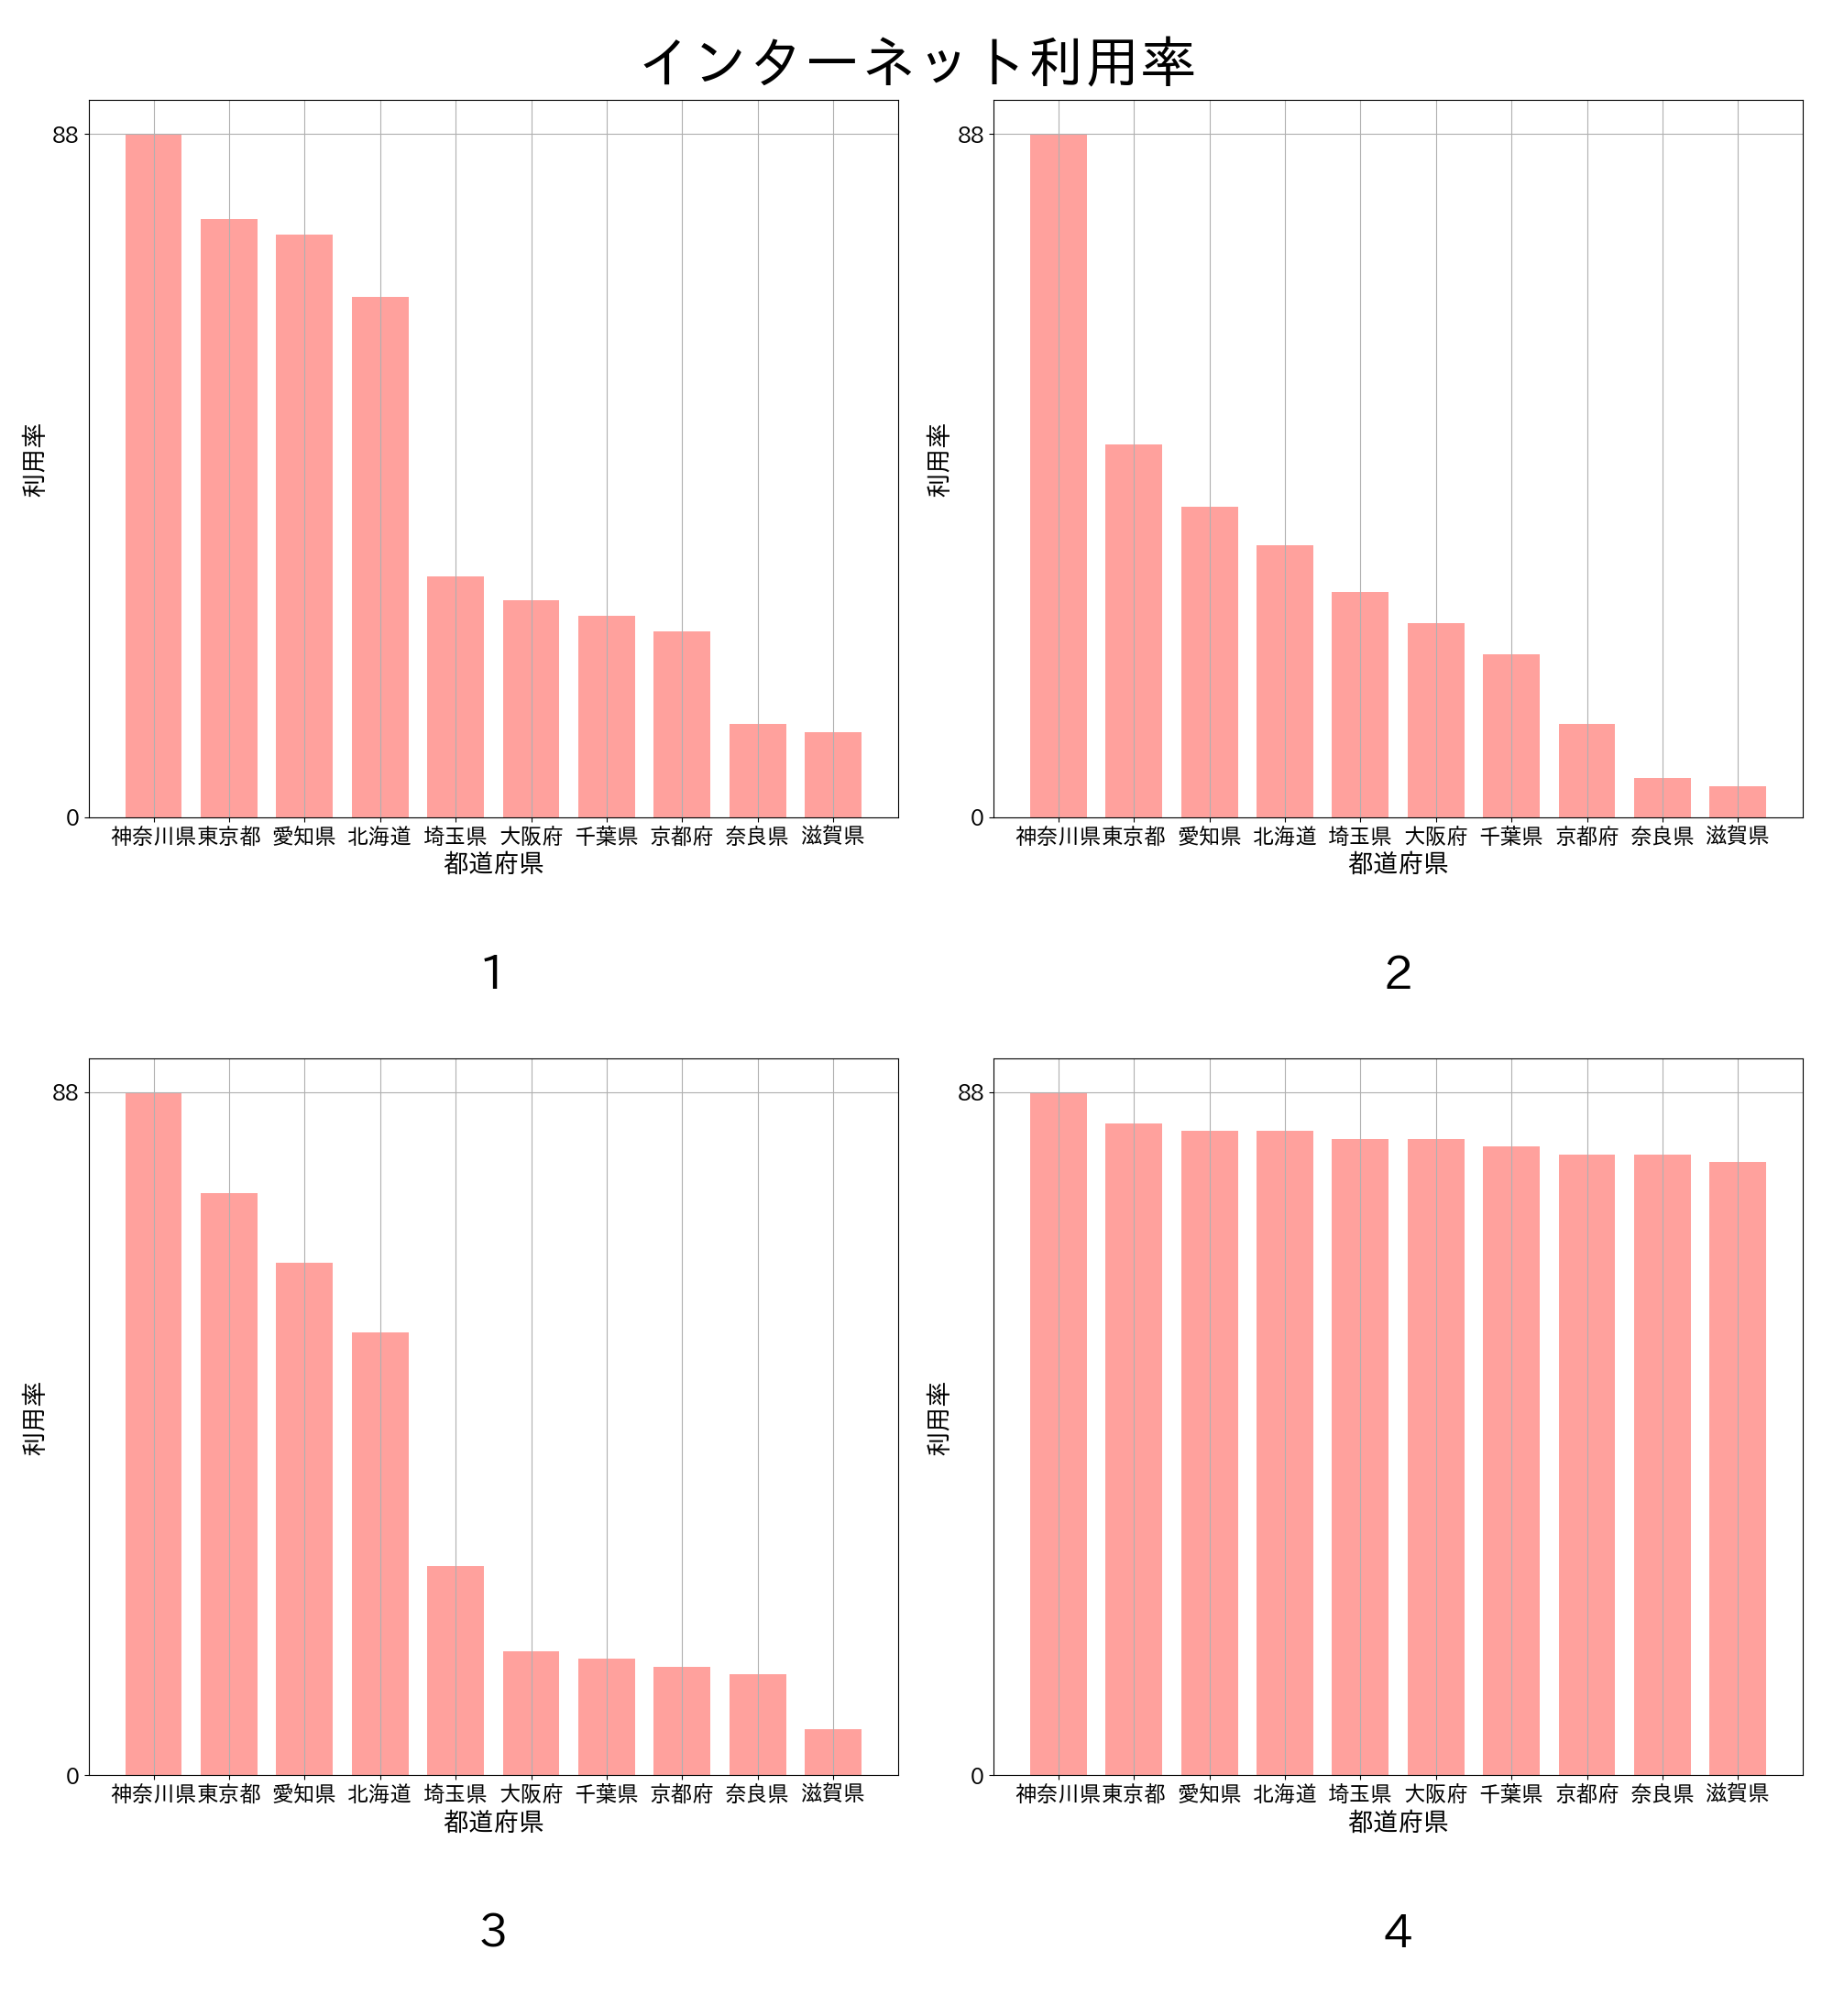 インターネット利用率
88
0
利用率
神奈川県 東京都 愛知県 北海道 埼玉県 大阪府 千葉県 京都府 奈良県 滋賀県
都道府県
1
88
0
利用率
神奈川県 東京都 愛知県 北海道 埼玉県 大阪府 千葉県 京都府 奈良県 滋賀県
都道府県
2
88
0
利用率
神奈川県 東京都 愛知県 北海道 埼玉県 大阪府 千葉県 京都府 奈良県 滋賀県
都道府県
3
88
0
利用率
神奈川県 東京都 愛知県 北海道 埼玉県 大阪府 千葉県 京都府 奈良県 滋賀県
都道府県
4